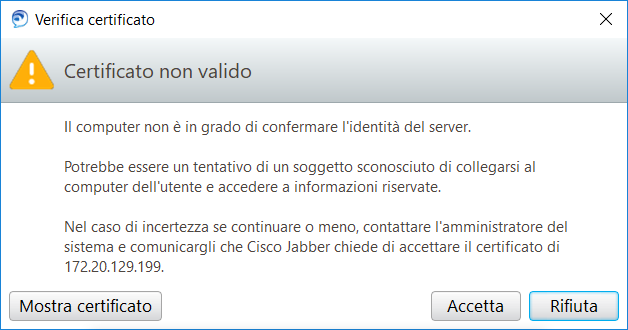 Verifica certificato
Certificato non valido
Il computer non è in grado di confermare l'identità del server.
Potrebbe essere un tentativo di un soggetto sconosciuto di collegarsi al
computer dell'utente e accedere a informazioni riservate.
Nel caso di incertezza se continuare o meno, contattare l'amministratore del
sistema e comunicargli che Cisco Jabber chiede di accettare il certificato di
172.20.129.199.
Mostra certificato
Accetta
Rifiuta